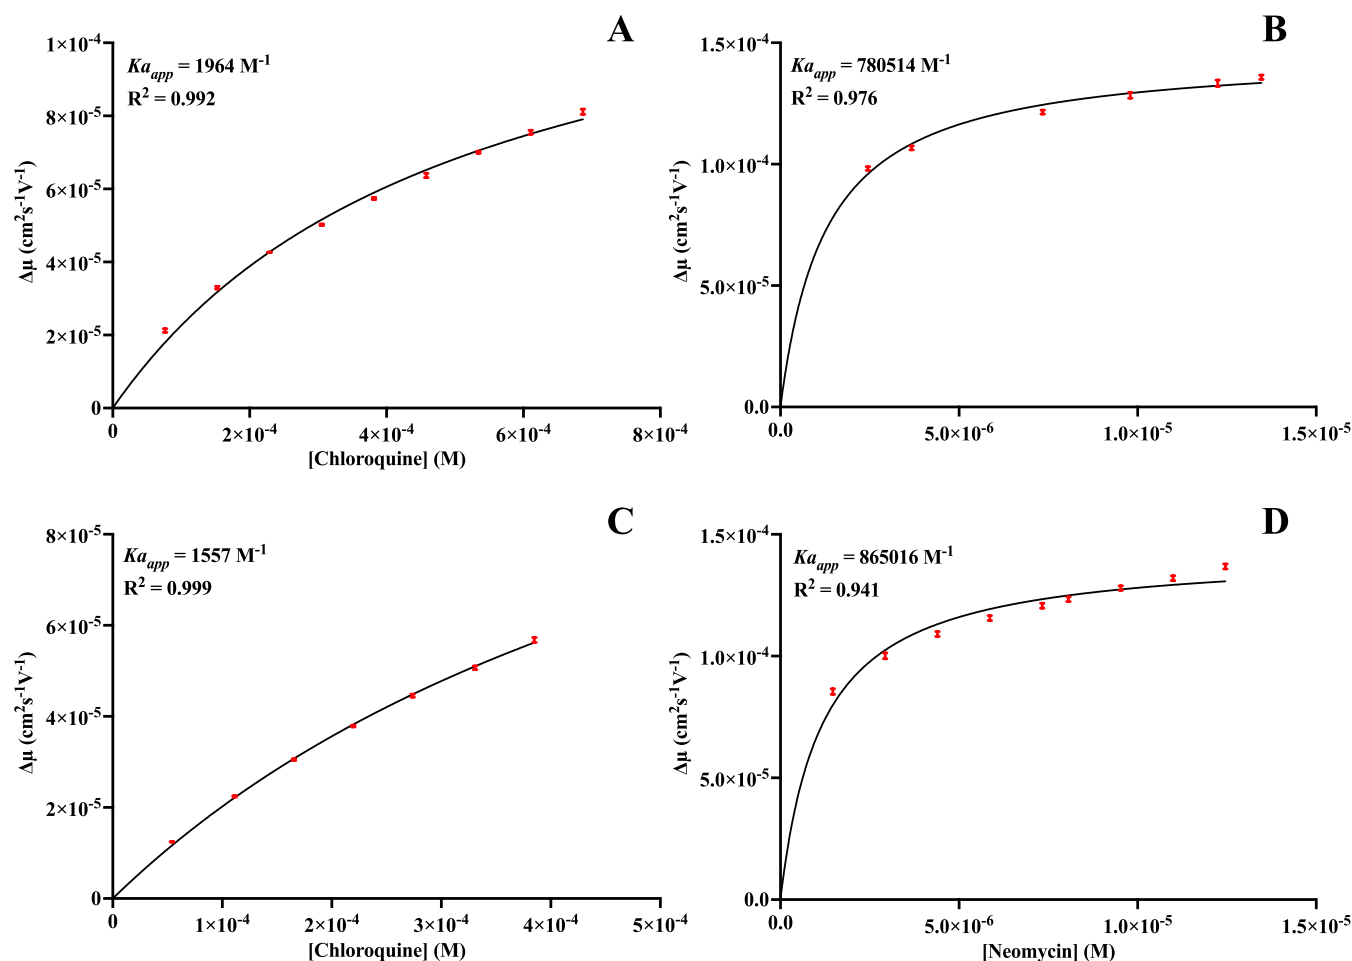 A
Ka_app = 1964 M⁻¹
R² = 0.992
1×10⁻⁴
8×10⁻⁵
6×10⁻⁵
4×10⁻⁵
2×10⁻⁵
0
Δμ (cm²s⁻¹V⁻¹)
0 2×10⁻⁴ 4×10⁻⁴ 6×10⁻⁴ 8×10⁻⁴
[Chloroquine] (M)
B
Ka_app = 780514 M⁻¹
R² = 0.976
1.5×10⁻⁴
1.0×10⁻⁴
5.0×10⁻⁵
0.0
Δμ (cm²s⁻¹V⁻¹)
0.0 5.0×10⁻⁶ 1.0×10⁻⁵ 1.5×10⁻⁵
C
Ka_app = 1557 M⁻¹
R² = 0.999
8×10⁻⁵
6×10⁻⁵
4×10⁻⁵
2×10⁻⁵
0
Δμ (cm²s⁻¹V⁻¹)
0 1×10⁻⁴ 2×10⁻⁴ 3×10⁻⁴ 4×10⁻⁴ 5×10⁻⁴
[Chloroquine] (M)
D
Ka_app = 865016 M⁻¹
R² = 0.941
1.5×10⁻⁴
1.0×10⁻⁴
5.0×10⁻⁵
0.0
Δμ (cm²s⁻¹V⁻¹)
0.0 5.0×10⁻⁶ 1.0×10⁻⁵ 1.5×10⁻⁵
[Neomycin] (M)